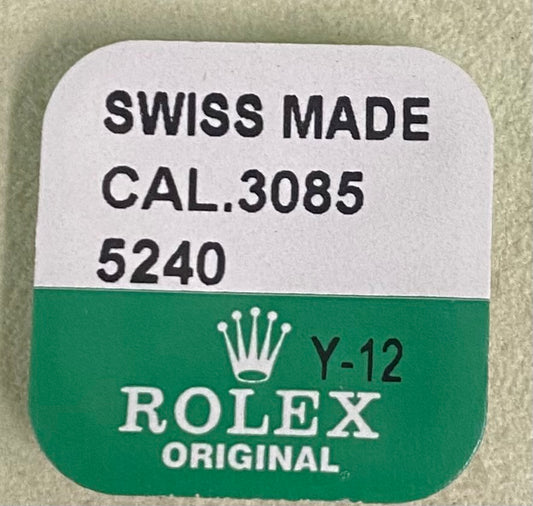 SWISS MADE
CAL.3085
5240
Y-12
ROLEX
ORIGINAL